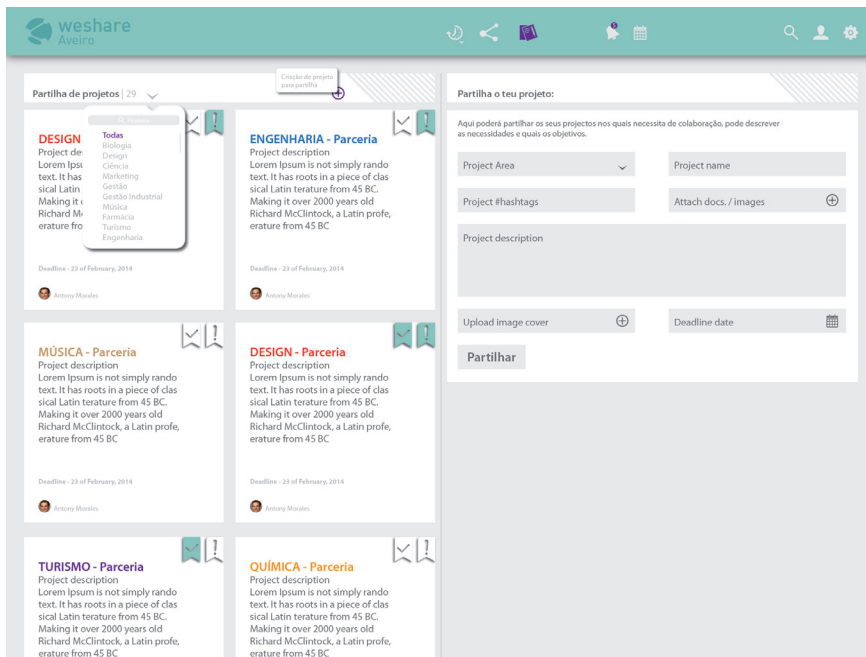 weshare
Aveiro
Criação de projeto
para partilha
Partilha de projetos | 29
Todas
Biologia
Design
Ciência
Marketing
Gestão
Gestão Industrial
Música
Farmácia
Turismo
Engenharia
DESIGN
Project de
Lorem Ips
text. It has
sical Latin
Making it
Richard M
erature fro
Deadline - 23 of February, 2014
Antony Morales
ENGENHARIA - Parceria
Project description
Lorem Ipsum is not simply rando
text. It has roots in a piece of clas
sical Latin terature from 45 BC.
Making it over 2000 years old
Richard McClintock, a Latin profe,
erature from 45 BC
Deadline - 23 of February, 2014
Antony Morales
MÚSICA - Parceria
Project description
Lorem Ipsum is not simply rando
text. It has roots in a piece of clas
sical Latin terature from 45 BC.
Making it over 2000 years old
Richard McClintock, a Latin profe,
erature from 45 BC
Deadline - 23 of February, 2014
Antony Morales
DESIGN - Parceria
Project description
Lorem Ipsum is not simply rando
text. It has roots in a piece of clas
sical Latin terature from 45 BC.
Making it over 2000 years old
Richard McClintock, a Latin profe,
erature from 45 BC
Deadline - 23 of February, 2014
Antony Morales
TURISMO - Parceria
Project description
Lorem Ipsum is not simply rando
text. It has roots in a piece of clas
sical Latin terature from 45 BC.
Making it over 2000 years old
Richard McClintock, a Latin profe,
erature from 45 BC
QUÍMICA - Parceria
Project description
Lorem Ipsum is not simply rando
text. It has roots in a piece of clas
sical Latin terature from 45 BC.
Making it over 2000 years old
Richard McClintock, a Latin profe,
erature from 45 BC
Partilha o teu projeto:
Aqui poderá partilhar os seus projectos nos quais necessita de colaboração, pode descrever
as necessidades e quais os objetivos.
Project Area
Project name
Project #hashtags
Attach docs. / images
Project description
Upload image cover
Deadline date
Partilhar